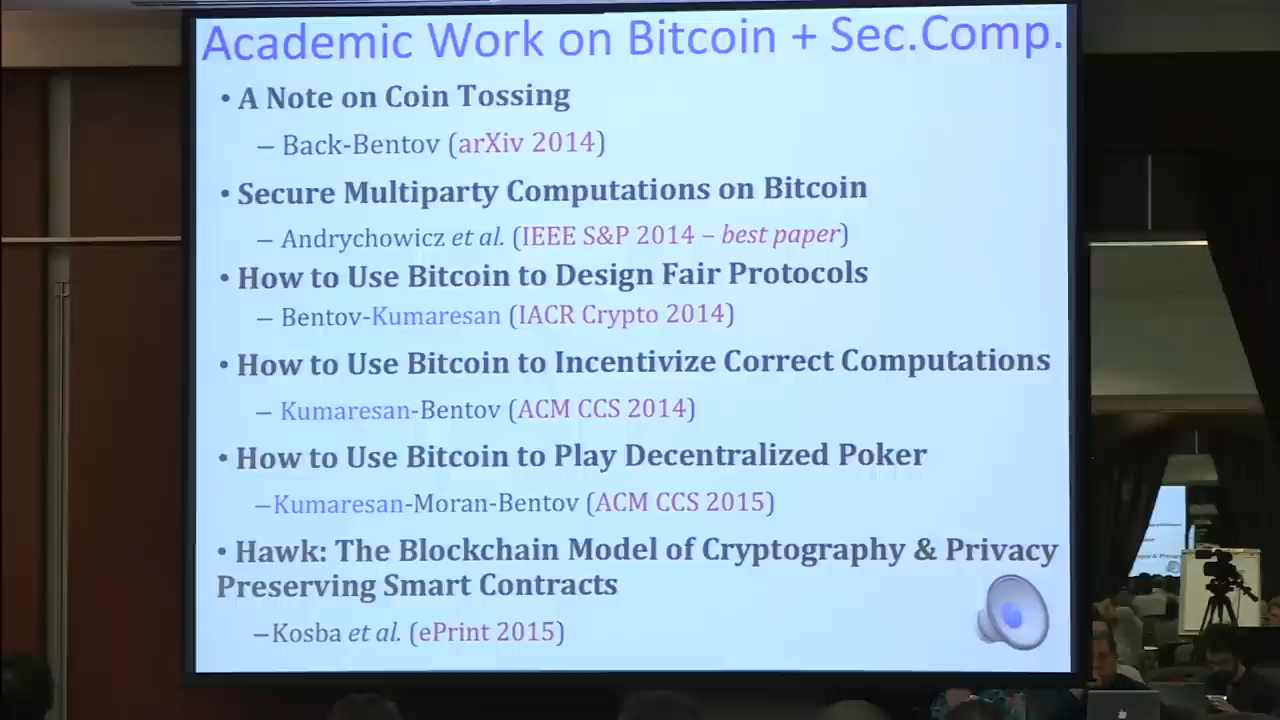 Academic Work on Bitcoin + Sec.Comp.
• A Note on Coin Tossing
– Back-Bentov (arXiv 2014)
• Secure Multiparty Computations on Bitcoin
– Andrychowicz et al. (IEEE S&P 2014 – best paper)
• How to Use Bitcoin to Design Fair Protocols
– Bentov-Kumaresan (IACR Crypto 2014)
• How to Use Bitcoin to Incentivize Correct Computations
– Kumaresan-Bentov (ACM CCS 2014)
• How to Use Bitcoin to Play Decentralized Poker
–Kumaresan-Moran-Bentov (ACM CCS 2015)
• Hawk: The Blockchain Model of Cryptography & Privacy
Preserving Smart Contracts
–Kosba et al. (ePrint 2015)